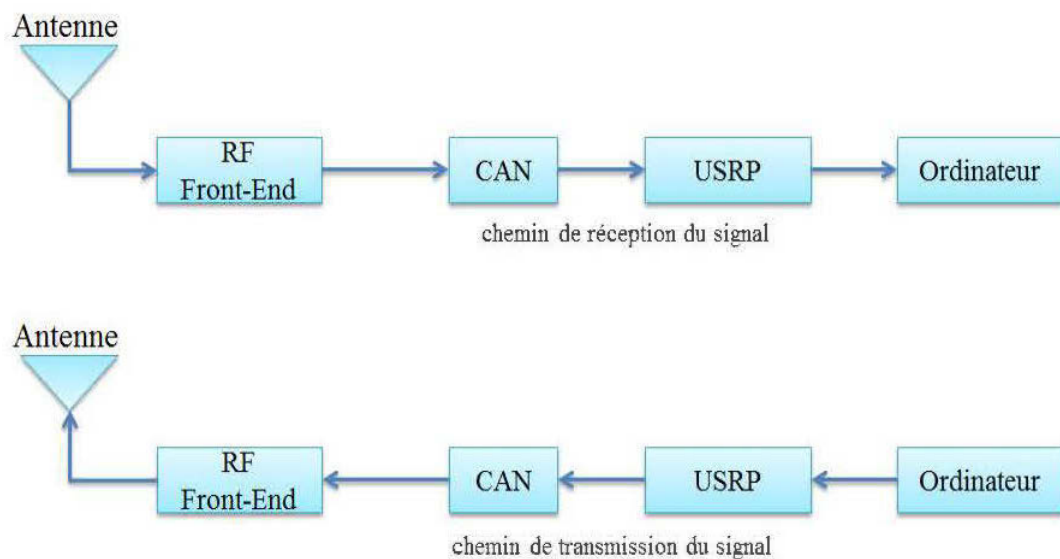 Antenne
RF
Front-End
CAN
USRP
Ordinateur
chemin de réception du signal
Antenne
RF
Front-End
CAN
USRP
Ordinateur
chemin de transmission du signal